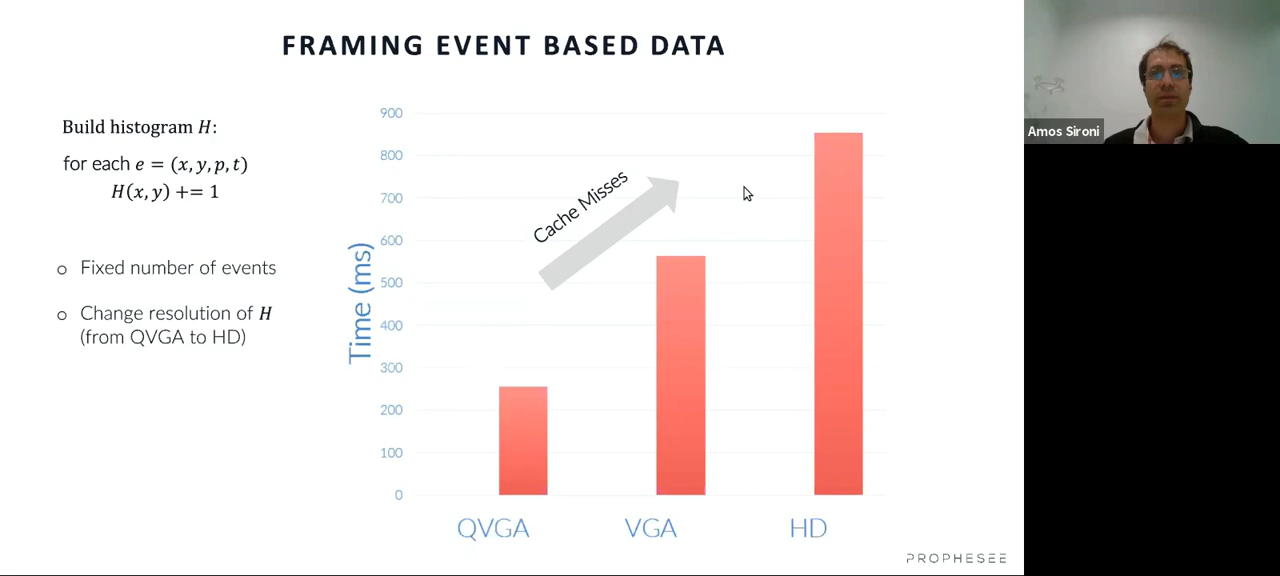 FRAMING EVENT BASED DATA
Build histogram H:
for each e = (x, y, p, t)
H(x, y) += 1
o Fixed number of events
o Change resolution of H
(from QVGA to HD)
Time (ms)
900
800
700
600
500
400
300
200
100
0
Cache Misses
QVGA VGA HD
PROPHESEE
Amos Sironi